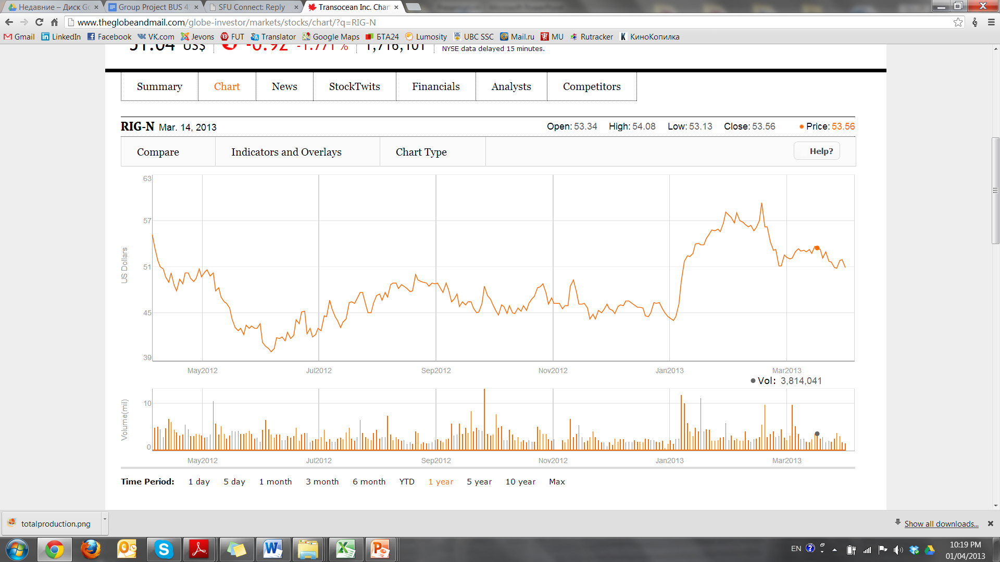 Недавние – Диск Go
Group Project BUS 4
SFU Connect: Reply
Transocean Inc. Char
www.theglobeandmail.com/globe-investor/markets/stocks/chart/?q=RIG-N
Gmail LinkedIn Facebook VK.com Jevons FUT Translator Google Maps БТА24 Lumosity UBC SSC Mail.ru MU Rutracker КиноКопилка
51.04 US$ -0.92 -1.771 % 1,716,101 NYSE data delayed 15 minutes.
Summary Chart News StockTwits Financials Analysts Competitors
RIG-N Mar. 14, 2013 Open: 53.34 High: 54.08 Low: 53.13 Close: 53.56 Price: 53.56
Compare Indicators and Overlays Chart Type Help?
63
57
51
45
39
US Dollars
May2012 Jul2012 Sep2012 Nov2012 Jan2013 Mar2013
Vol: 3,814,041
10
0
Volume(mil)
May2012 Jul2012 Sep2012 Nov2012 Jan2013 Mar2013
Time Period: 1 day 5 day 1 month 3 month 6 month YTD 1 year 5 year 10 year Max
totalproduction.png
Show all downloads...
EN
10:19 PM
01/04/2013